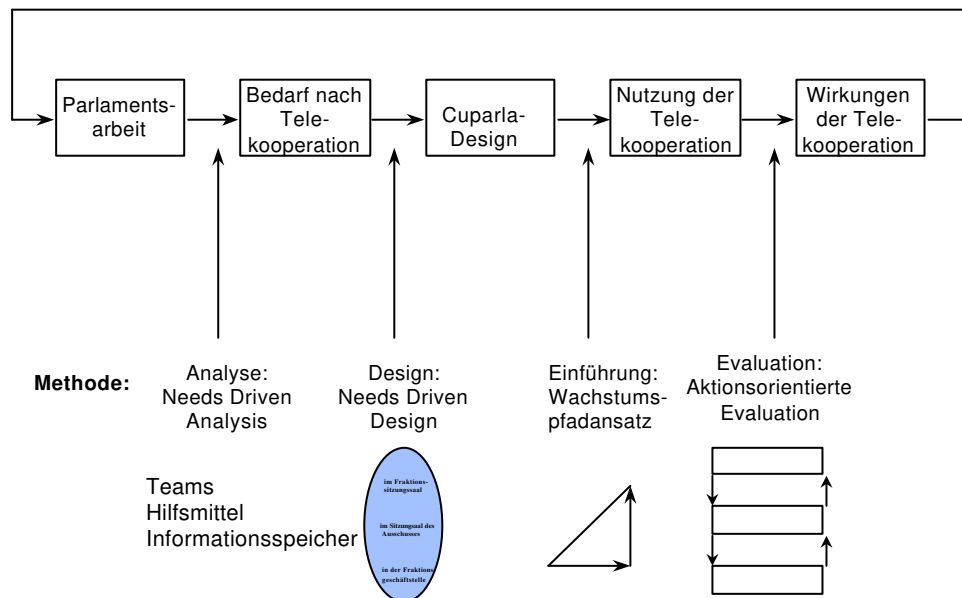 Parlaments-
arbeit
Bedarf nach
Tele-
kooperation
Cuparla-
Design
Nutzung der
Tele-
kooperation
Wirkungen
der Tele-
kooperation
Methode:
Analyse:
Needs Driven
Analysis
Design:
Needs Driven
Design
Einführung:
Wachstums-
pfadansatz
Evaluation:
Aktionsorientierte
Evaluation
Teams
Hilfsmittel
Informationsspeicher
im Fraktions-
sitzungssaal
im Sitzungsaal des
Ausschusses
in der Fraktions
geschäftstelle